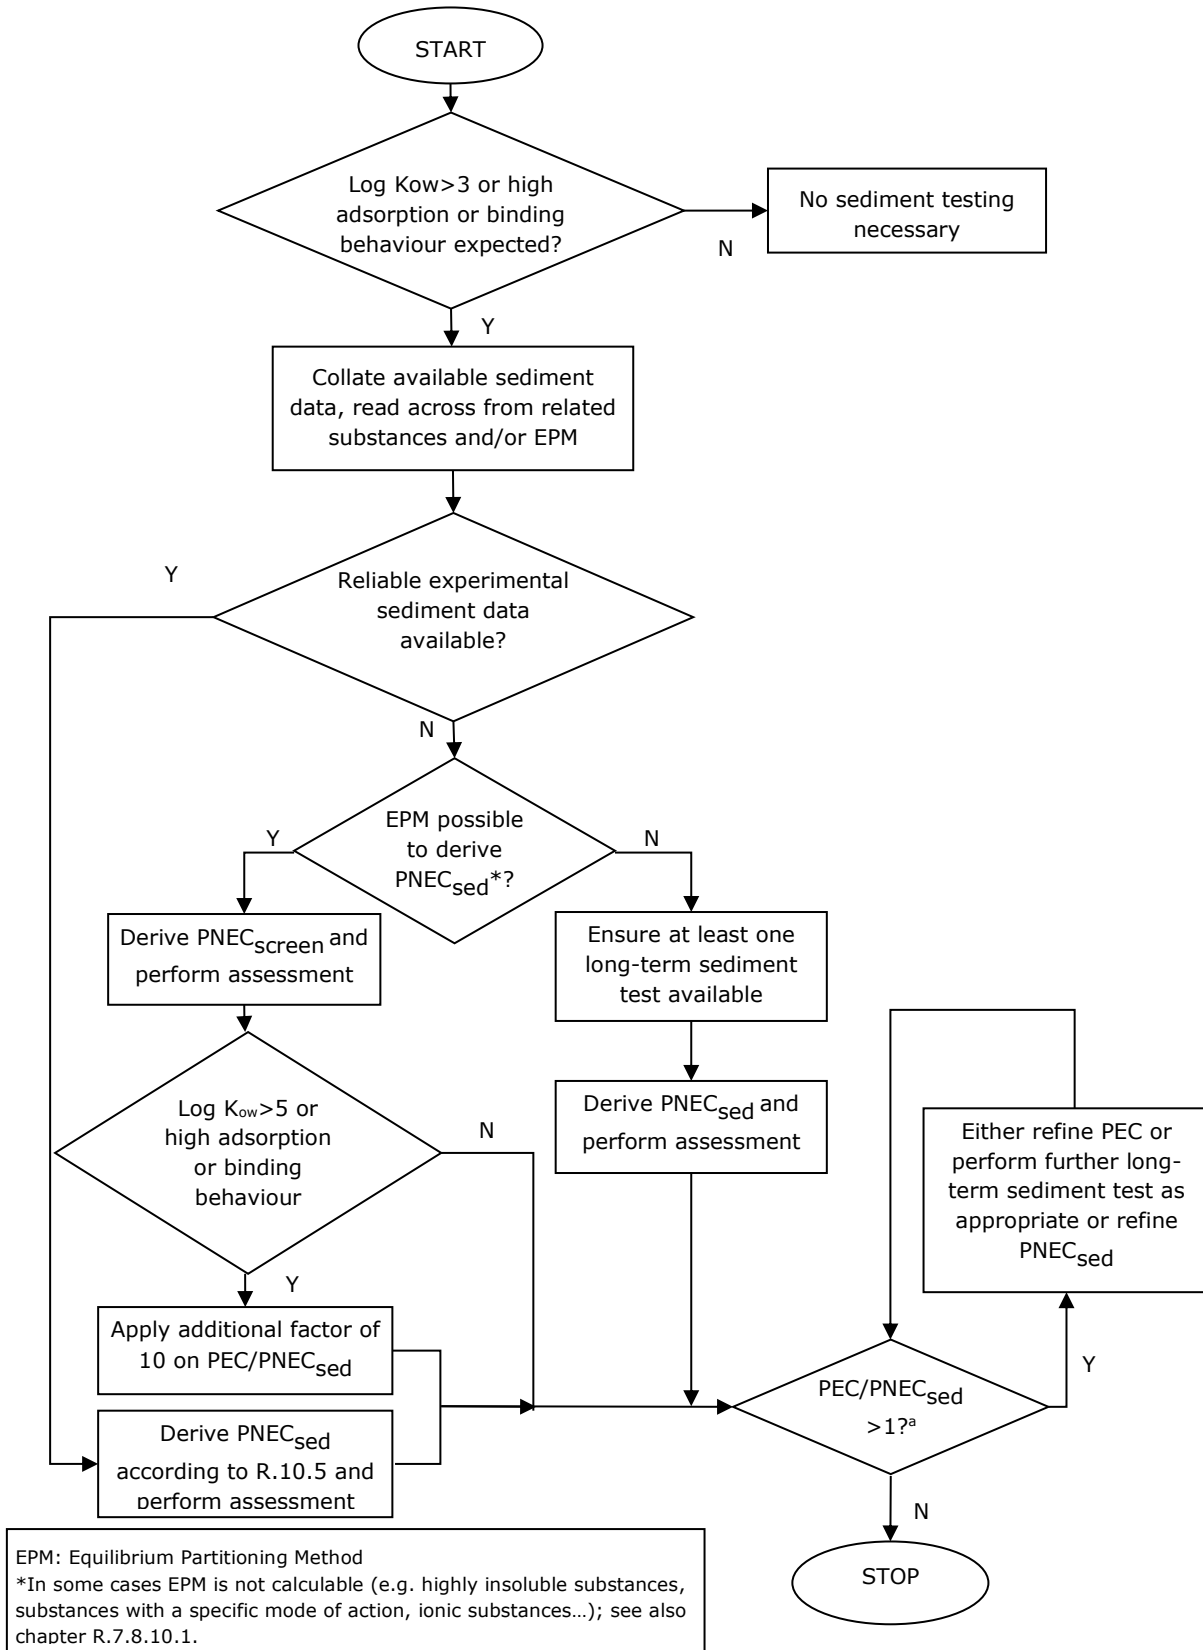 START
Log Kow>3 or high
adsorption or binding
behaviour expected?
No sediment testing
necessary
N
Y
Collate available sediment
data, read across from related
substances and/or EPM
Y
Reliable experimental
sediment data
available?
N
EPM possible
to derive
PNECsed*?
Y
N
Derive PNECscreen and
perform assessment
Ensure at least one
long-term sediment
test available
Log Kow>5 or
high adsorption
or binding
behaviour
N
Derive PNECsed and
perform assessment
Either refine PEC or
perform further long-
term sediment test as
appropriate or refine
PNECsed
Y
Apply additional factor of
10 on PEC/PNECsed
PEC/PNECsed
>1?a
Y
Derive PNECsed
according to R.10.5 and
perform assessment
N
STOP
EPM: Equilibrium Partitioning Method
*In some cases EPM is not calculable (e.g. highly insoluble substances,
substances with a specific mode of action, ionic substances...); see also
chapter R.7.8.10.1.